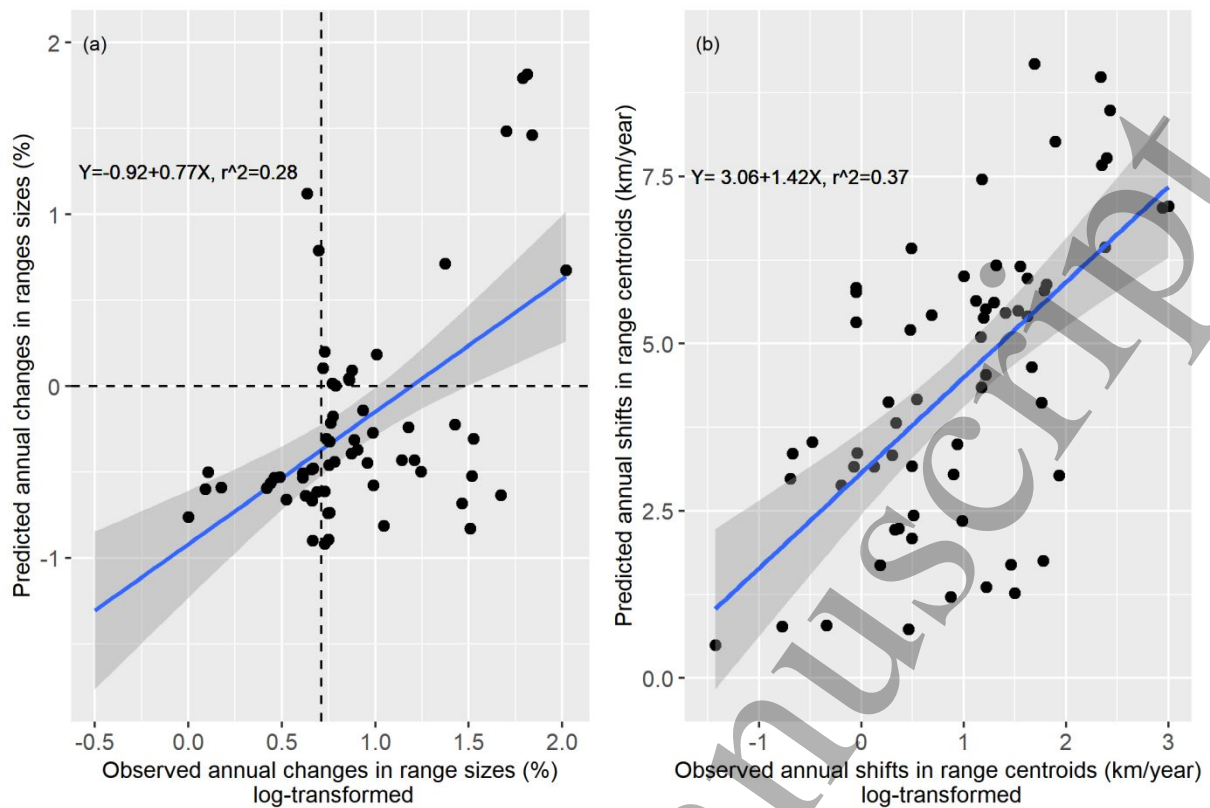 (a)
Y=-0.92+0.77X, r^2=0.28
Predicted annual changes in ranges sizes (%)
2
1
0
-1
-0.5
0.0
0.5
1.0
1.5
2.0
Observed annual changes in range sizes (%)
log-transformed
(b)
Y= 3.06+1.42X, r^2=0.37
Predicted annual shifts in range centroids (km/year)
7.5
5.0
2.5
0.0
-1
0
1
2
3
Observed annual shifts in range centroids (km/year)
log-transformed
nuscript